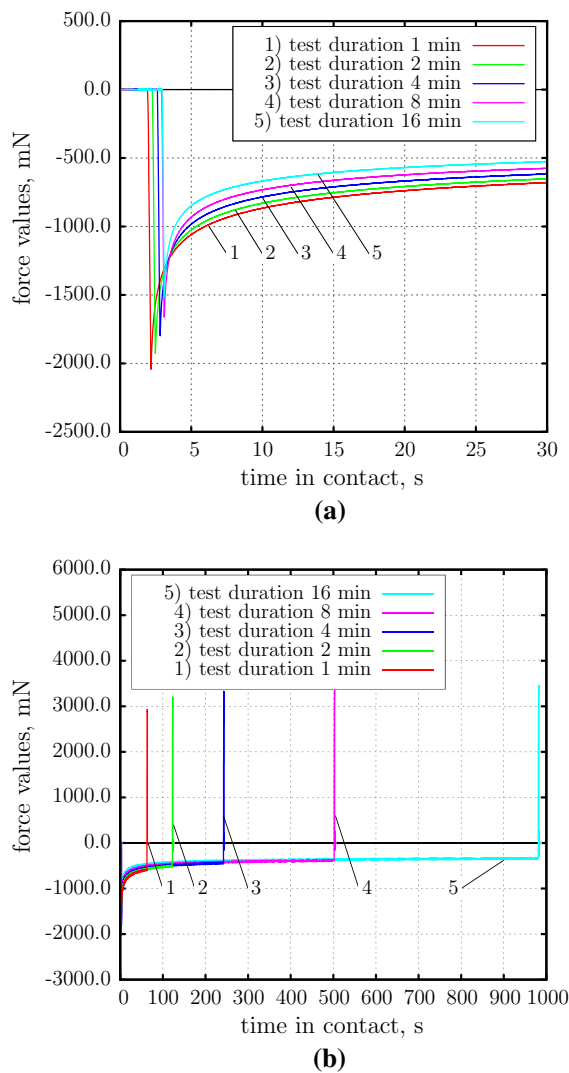 500.0
0.0
-500.0
-1000.0
-1500.0
-2000.0
-2500.0
force values, mN
1) test duration 1 min
2) test duration 2 min
3) test duration 4 min
4) test duration 8 min
5) test duration 16 min
1 2 3 4 5
0 5 10 15 20 25 30
time in contact, s
(a)
6000.0
5000.0
4000.0
3000.0
2000.0
1000.0
0.0
-1000.0
-2000.0
-3000.0
force values, mN
5) test duration 16 min
4) test duration 8 min
3) test duration 4 min
2) test duration 2 min
1) test duration 1 min
1 2 3 4 5
0 100 200 300 400 500 600 700 800 900 1000
time in contact, s
(b)